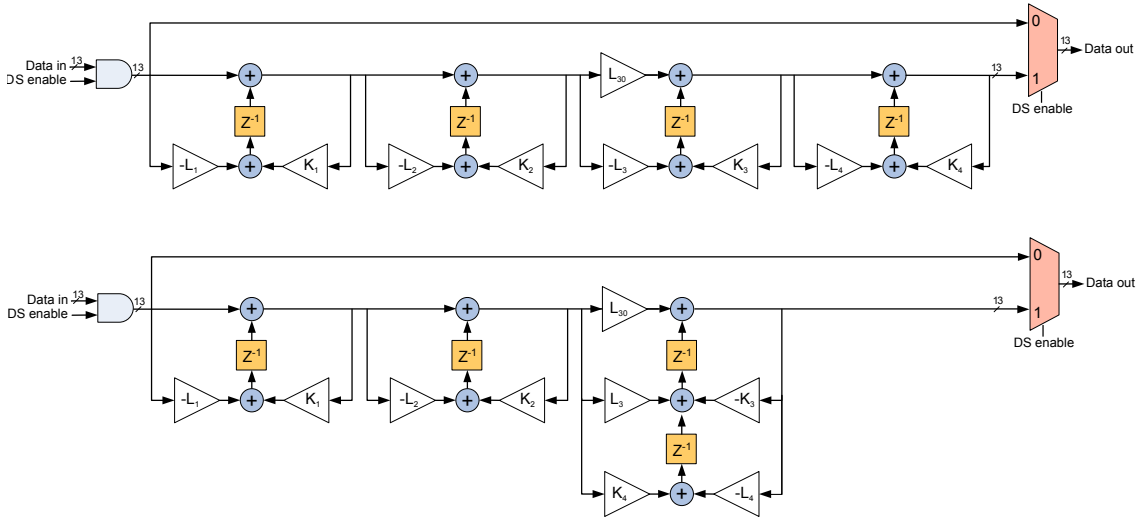 0
13
Data in
DS enable
13
13
Data out
L30
+
+
+
+
13
1
Z-1
Z-1
Z-1
Z-1
DS enable
-L1
+
K1
-L2
+
K2
-L3
+
K3
-L4
+
K4
0
13
Data in
DS enable
13
13
Data out
L30
+
+
+
13
1
Z-1
Z-1
Z-1
DS enable
-L1
+
K1
-L2
+
K2
L3
+
-K3
Z-1
K4
+
-L4